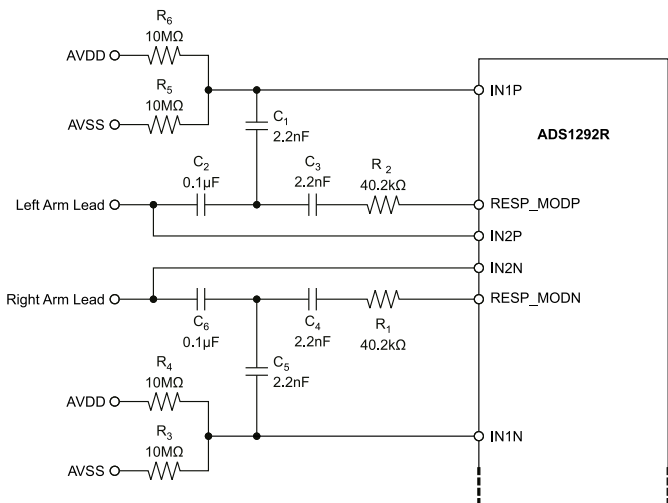 R6
10MΩ
AVDD
R5
10MΩ
AVSS
IN1P
ADS1292R
C1
2.2nF
C2
0.1µF
C3
2.2nF
R2
40.2kΩ
Left Arm Lead
RESP_MODP
IN2P
IN2N
Right Arm Lead
RESP_MODN
C6
0.1µF
C4
2.2nF
R1
40.2kΩ
C5
2.2nF
R4
10MΩ
AVDD
R3
10MΩ
AVSS
IN1N